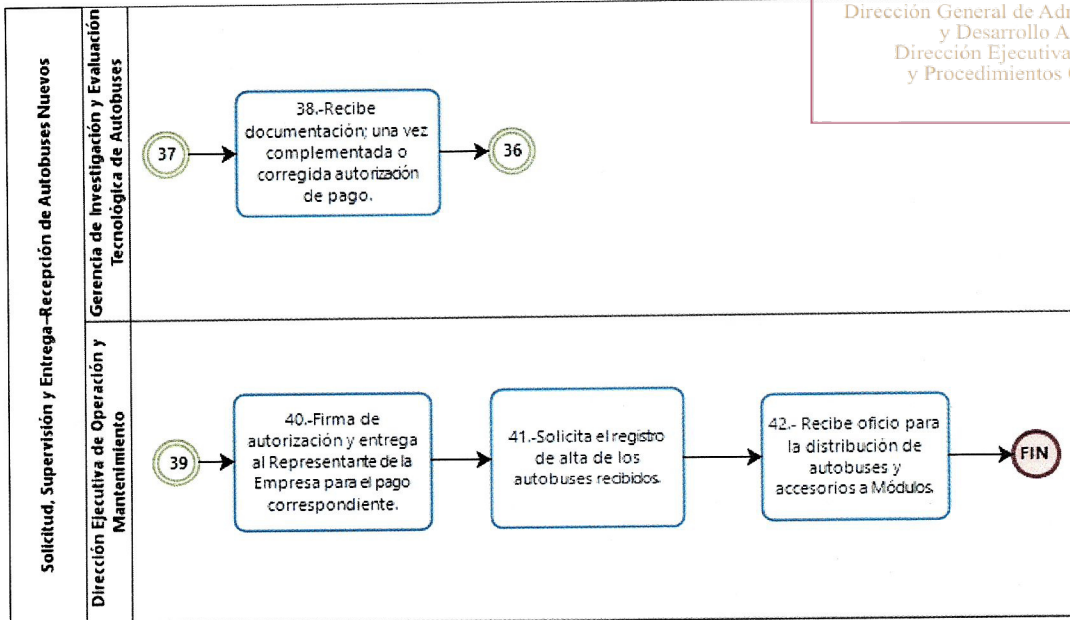 Dirección General de Adm
y Desarrollo A
Dirección Ejecutiva
y Procedimientos
Solicitud, Supervisión y Entrega-Recepción de Autobuses Nuevos
Gerencia de Investigación y Evaluación
Tecnológica de Autobuses
37
38.-Recibe
documentación; una vez
complementada o
corregida autorización
de pago.
36
Dirección Ejecutiva de Operación y
Mantenimiento
39
40.-Firma de
autorización y entrega
al Representante de la
Empresa para el pago
correspondiente.
41.-Solicita el registro
de alta de los
autobuses recibidos.
42.- Recibe oficio para
la distribución de
autobuses y
accesorios a Módulos.
FIN